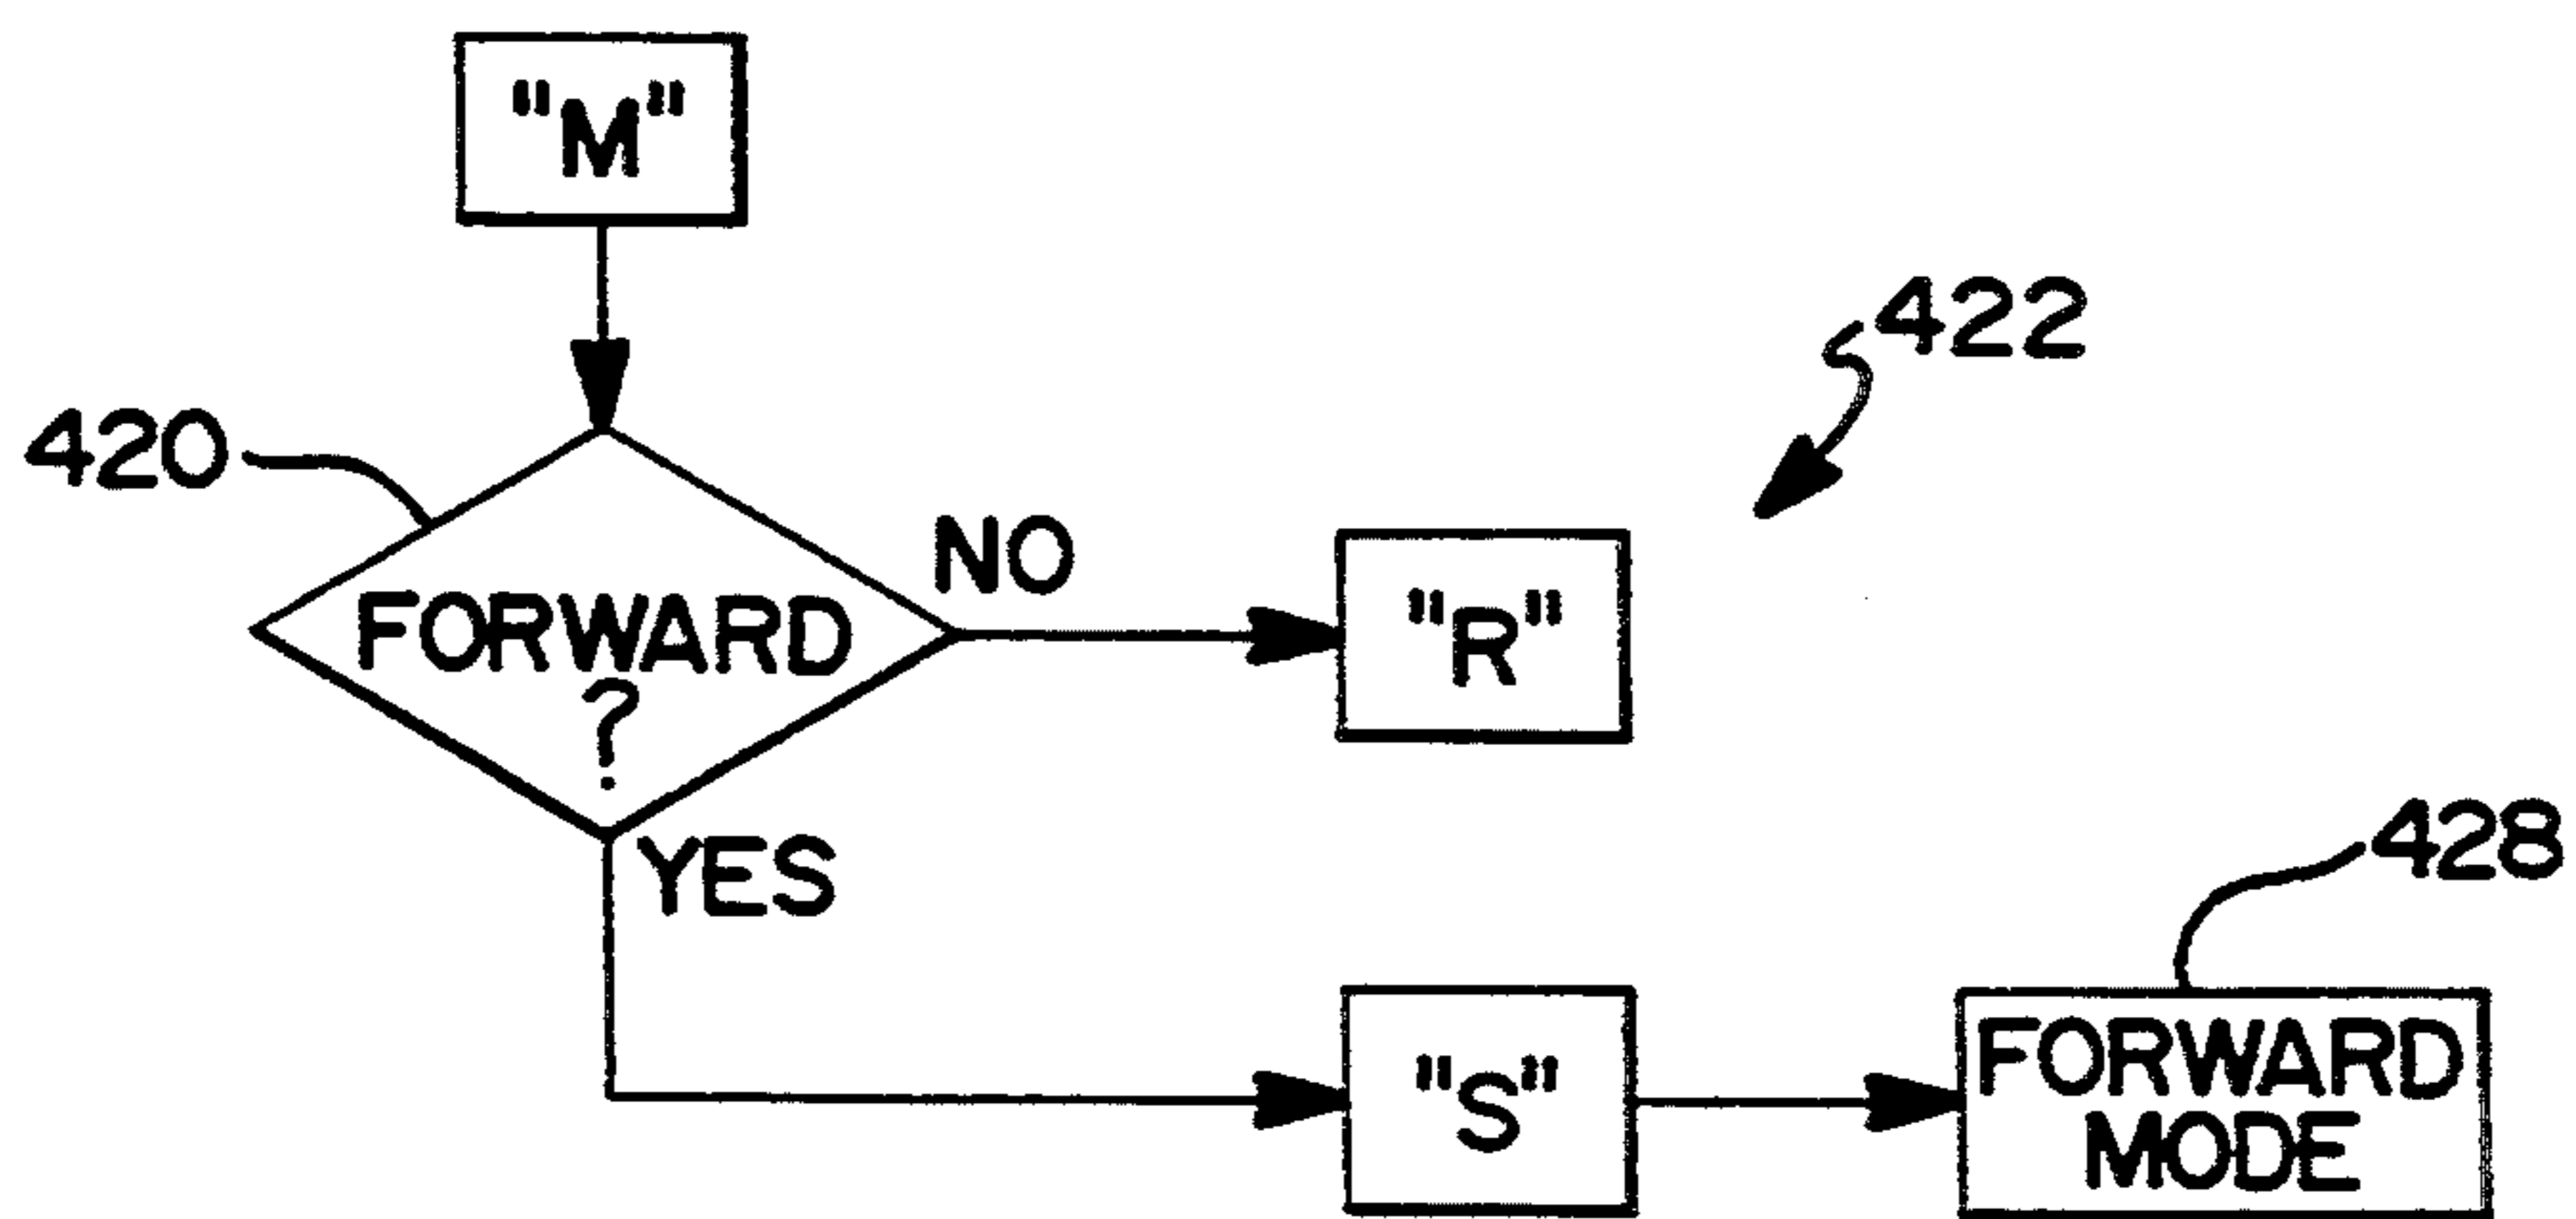 "M"
422
420
NO
FORWARD
?
"R"
YES
428
"S"
FORWARD
MODE